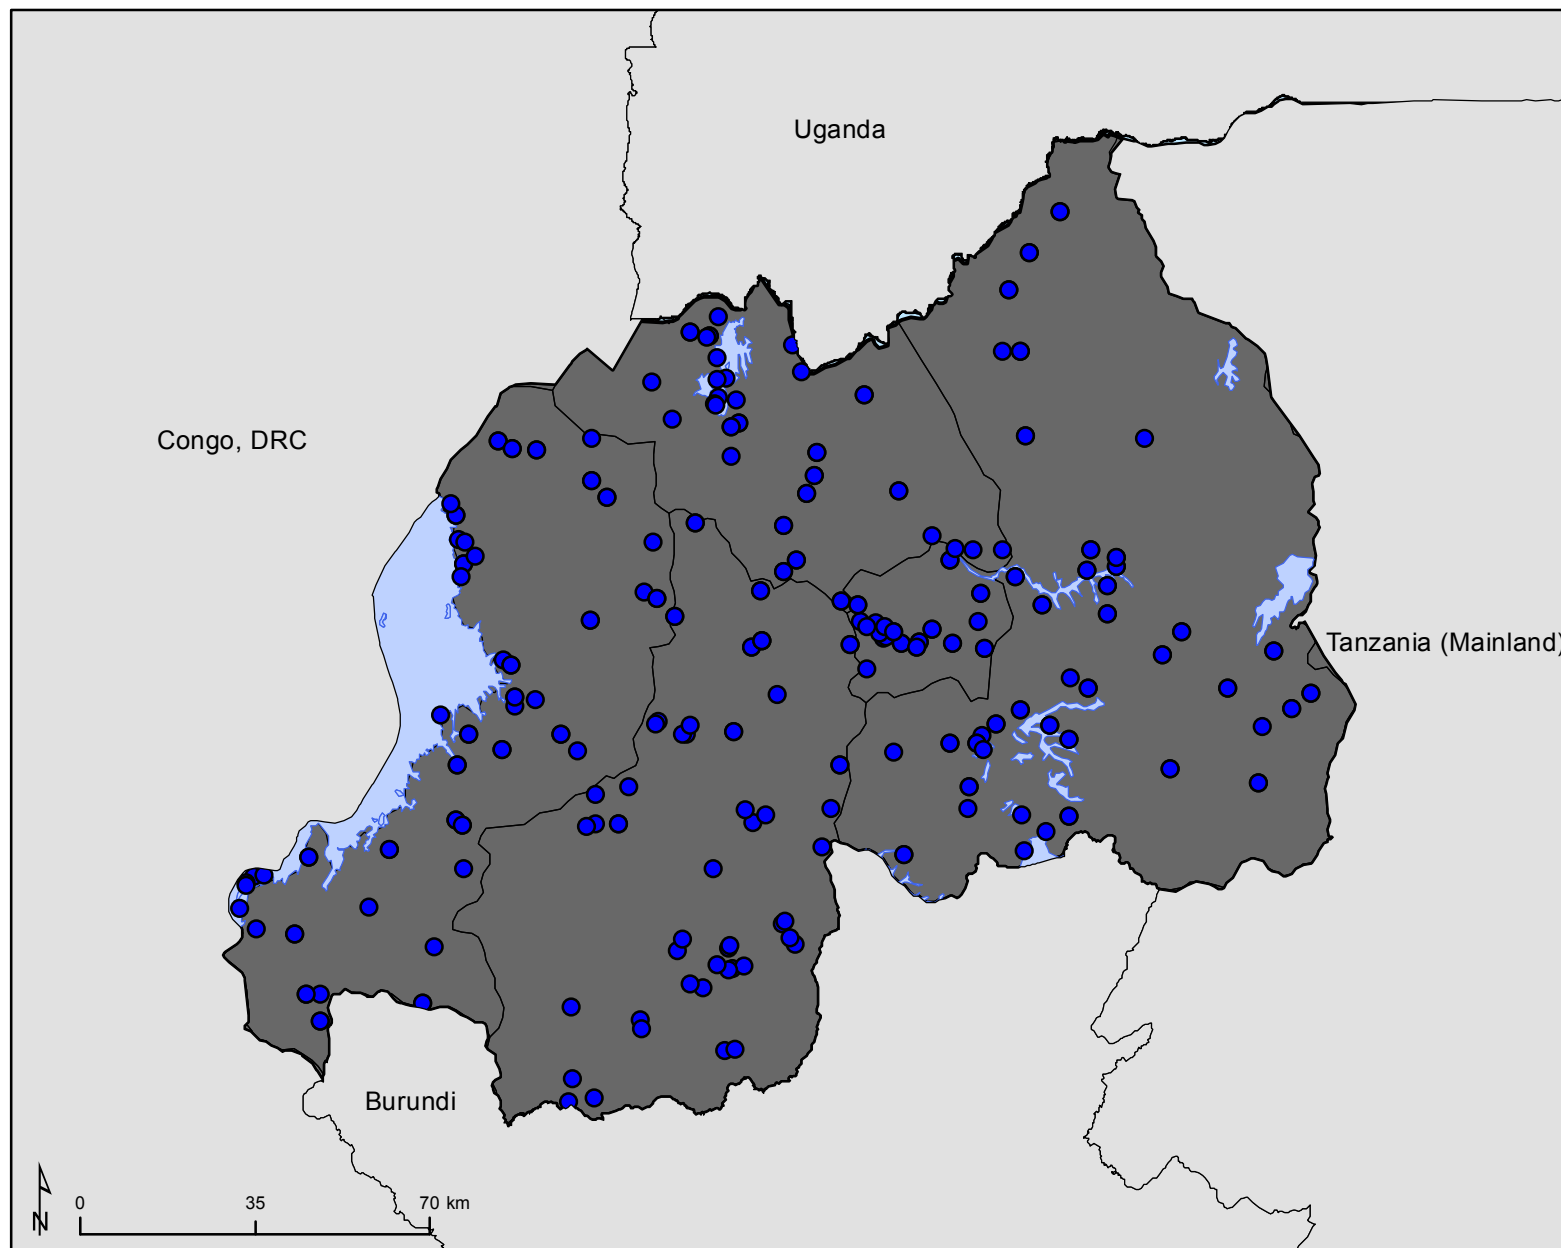 Uganda
Congo, DRC
Tanzania (Mainland)
Burundi
N
0 35 70 km